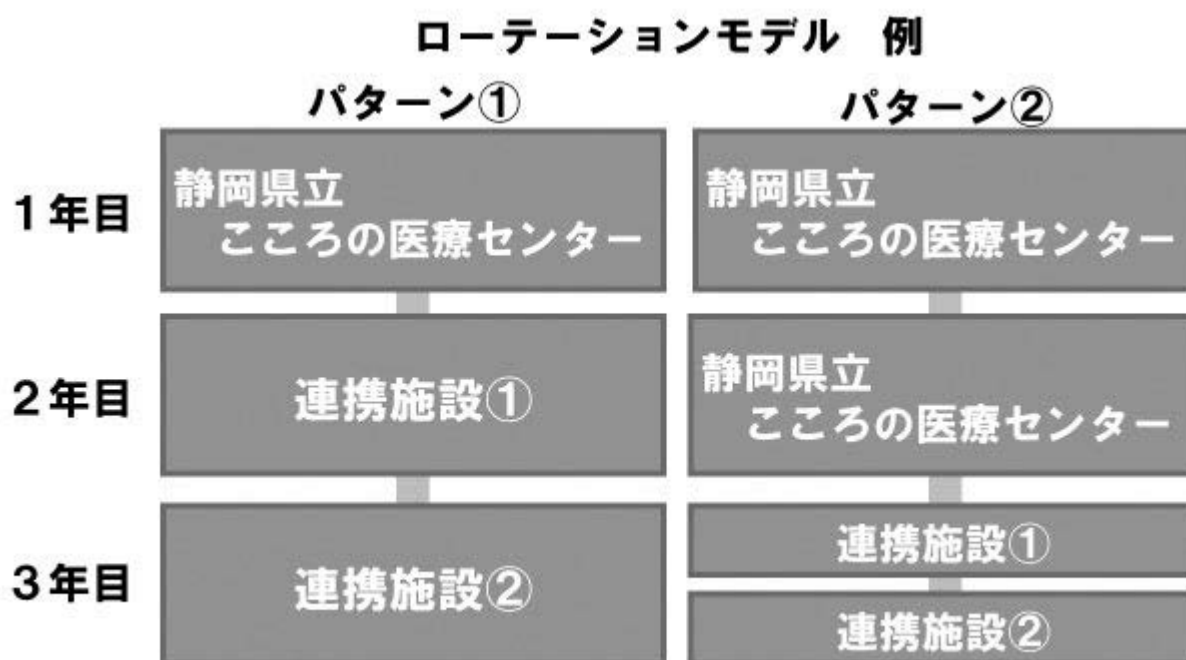 ローテーションモデル　例
パターン①
パターン②
1年目
静岡県立
こころの医療センター
静岡県立
こころの医療センター
2年目
連携施設①
静岡県立
こころの医療センター
3年目
連携施設②
連携施設①
連携施設②